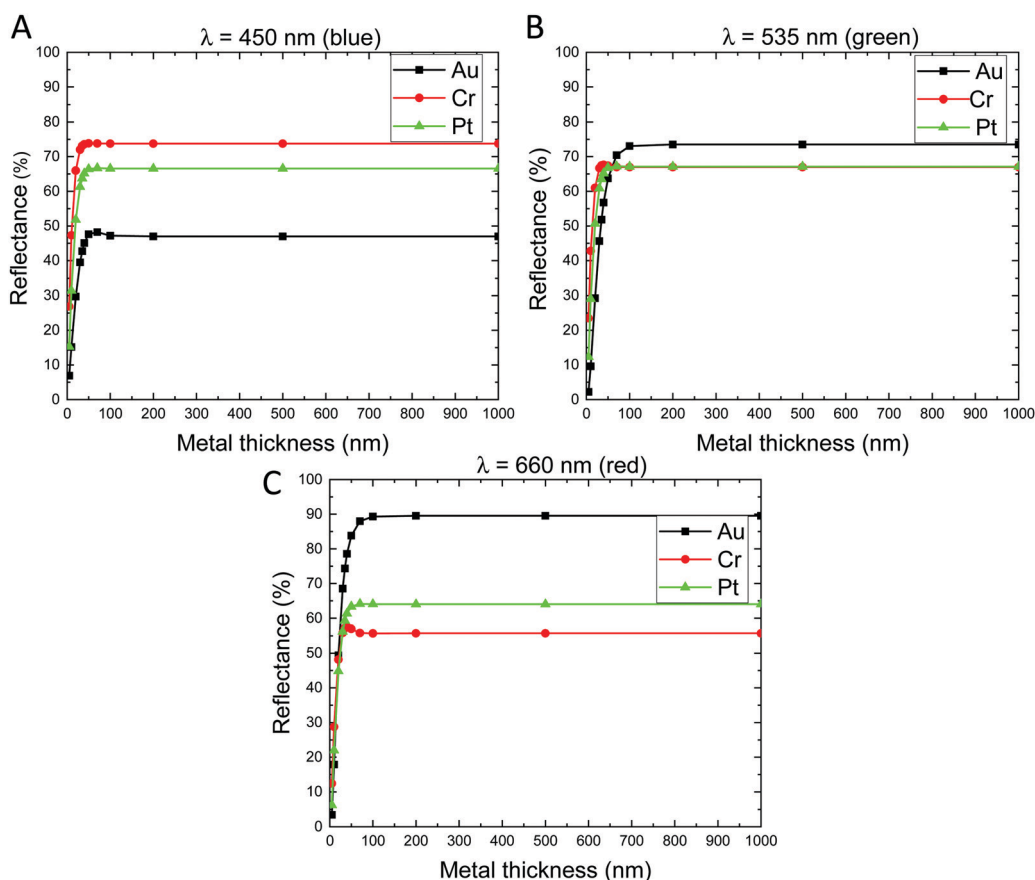 A
λ = 450 nm (blue)
Reflectance (%)
100
90
80
70
60
50
40
30
20
10
0
Au
Cr
Pt
0 100 200 300 400 500 600 700 800 900 1000
Metal thickness (nm)
B
λ = 535 nm (green)
Reflectance (%)
100
90
80
70
60
50
40
30
20
10
0
Au
Cr
Pt
0 100 200 300 400 500 600 700 800 900 1000
Metal thickness (nm)
C
λ = 660 nm (red)
Reflectance (%)
100
90
80
70
60
50
40
30
20
10
0
Au
Cr
Pt
0 100 200 300 400 500 600 700 800 900 1000
Metal thickness (nm)